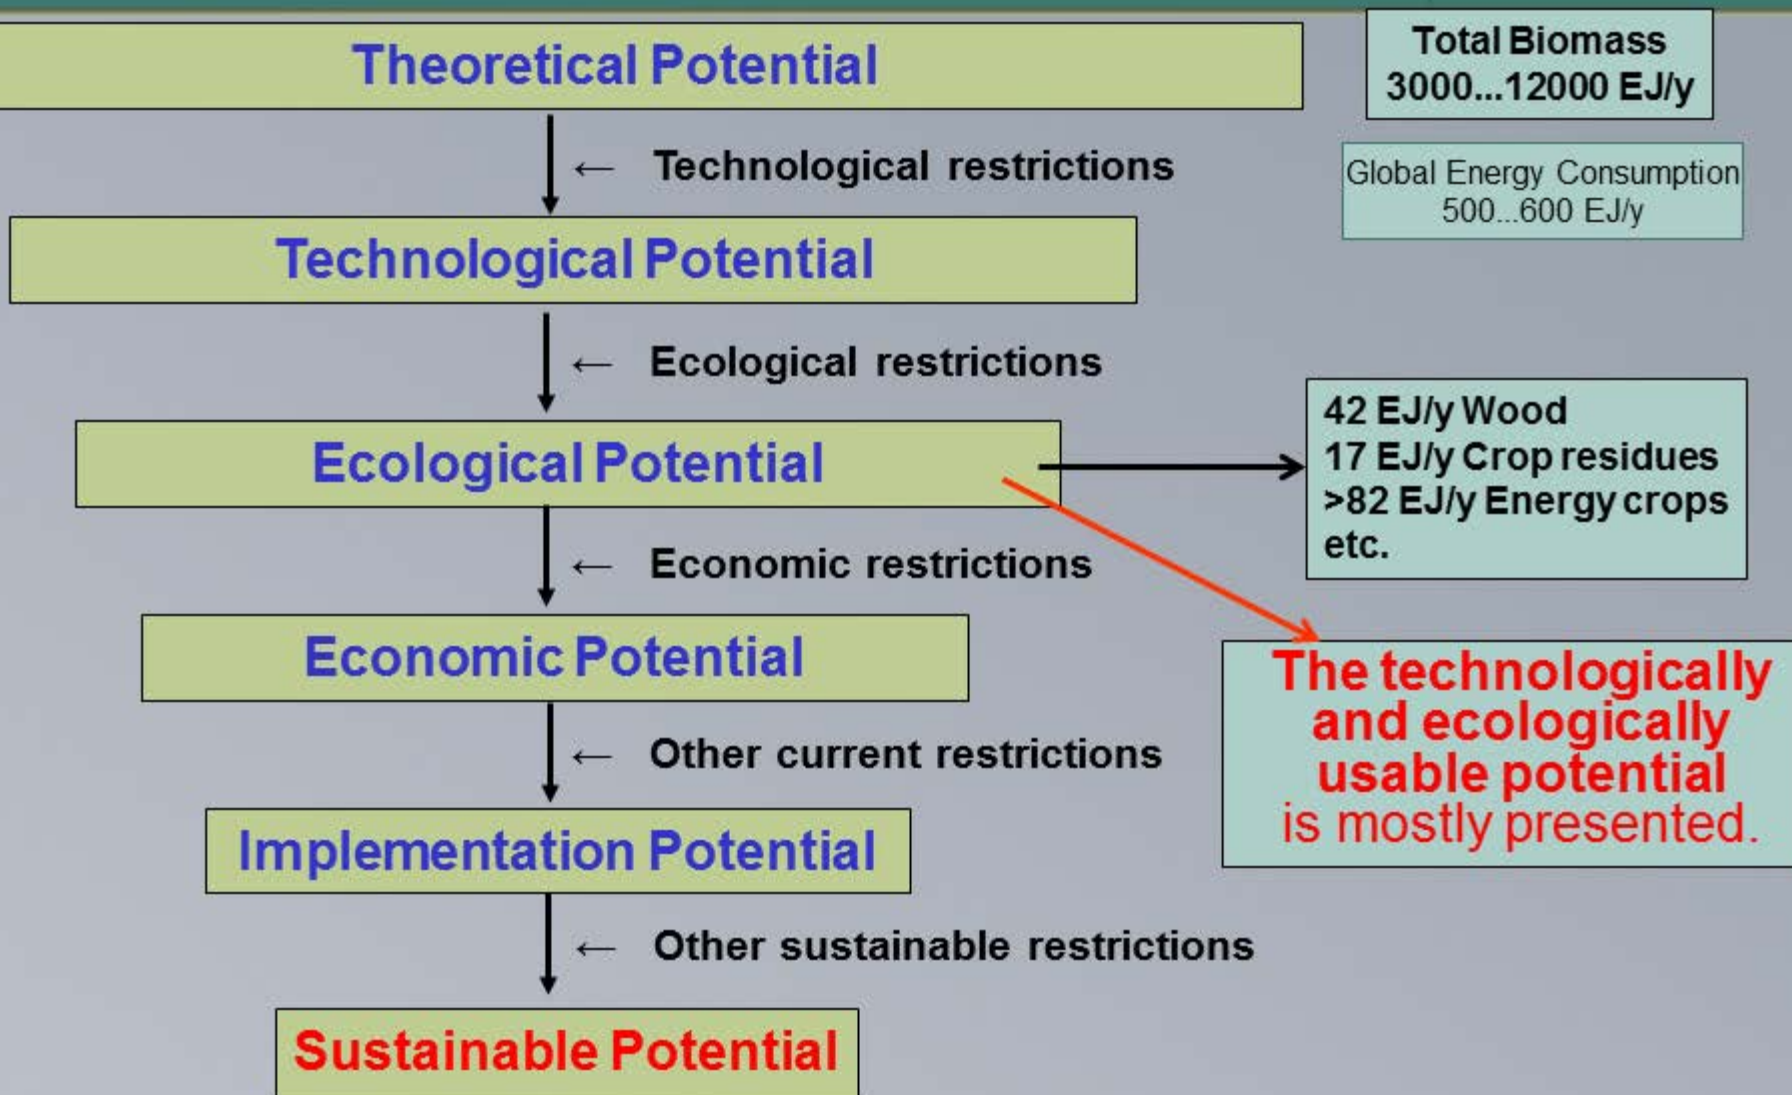 Theoretical Potential
Total Biomass
3000...12000 EJ/y
← Technological restrictions
Global Energy Consumption
500...600 EJ/y
Technological Potential
← Ecological restrictions
Ecological Potential
42 EJ/y Wood
17 EJ/y Crop residues
>82 EJ/y Energy crops
etc.
← Economic restrictions
Economic Potential
The technologically
and ecologically
usable potential
is mostly presented.
← Other current restrictions
Implementation Potential
← Other sustainable restrictions
Sustainable Potential